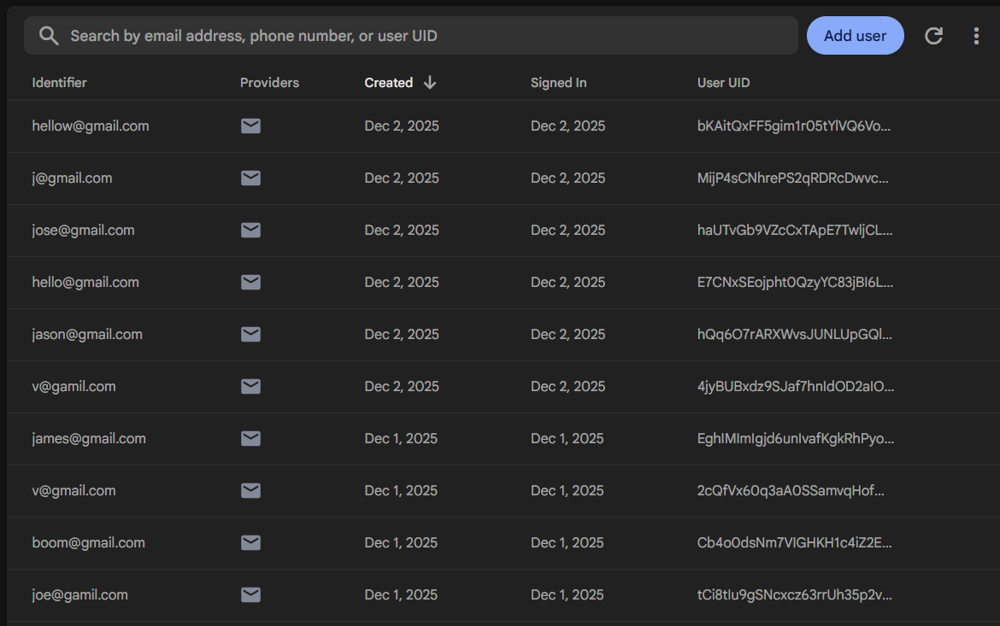 Search by email address, phone number, or user UID Add user
Identifier Providers Created Signed In User UID
hellow@gmail.com Dec 2, 2025 Dec 2, 2025 bKAitQxFF5gim1r05tYlVQ6Vo...
j@gmail.com Dec 2, 2025 Dec 2, 2025 MijP4sCNhrePS2qRDRcDwvc...
jose@gmail.com Dec 2, 2025 Dec 2, 2025 haUTvGb9VZcCxTApE7TwljCL...
hello@gmail.com Dec 2, 2025 Dec 2, 2025 E7CNxSEojpht0QzyYC83jBI6L...
jason@gmail.com Dec 2, 2025 Dec 2, 2025 hQq6O7rARXWvsJUNLUpGQl...
v@gamil.com Dec 2, 2025 Dec 2, 2025 4jyBUBxdz9SJaf7hnIdOD2aIO...
james@gmail.com Dec 1, 2025 Dec 1, 2025 EghIMImIgjd6unIvafKgkRhPyo...
v@gmail.com Dec 1, 2025 Dec 1, 2025 2cQfVx60q3aA0SSamvqHof...
boom@gmail.com Dec 1, 2025 Dec 1, 2025 Cb4o0dsNm7VIGHKH1c4iZ2E...
joe@gamil.com Dec 1, 2025 Dec 1, 2025 tCi8tIu9gSNcxcz63rrUh35p2v...